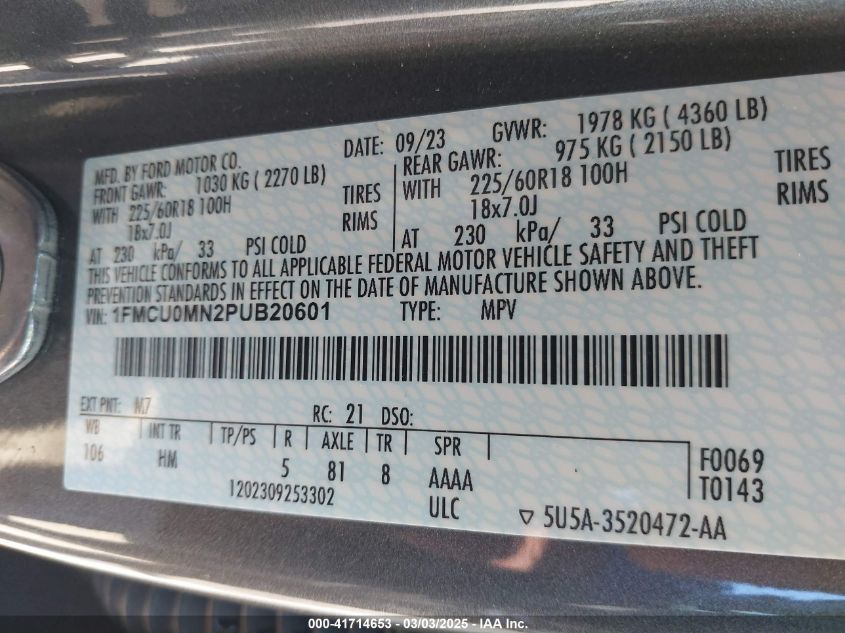 MFD. BY FORD MOTOR CO. DATE: 09/23 GVWR: 1978 KG ( 4360 LB)
FRONT GAWR: 1030 KG ( 2270 LB) REAR GAWR: 975 KG ( 2150 LB)
WITH 225/60R18 100H TIRES WITH 225/60R18 100H TIRES
18x7.0J RIMS 18x7.0J RIMS
AT 230 kPa/ 33 PSI COLD AT 230 kPa/ 33 PSI COLD
THIS VEHICLE CONFORMS TO ALL APPLICABLE FEDERAL MOTOR VEHICLE SAFETY AND THEFT
PREVENTION STANDARDS IN EFFECT ON THE DATE OF MANUFACTURE SHOWN ABOVE.
VIN: 1FMCU0MN2PUB20601 TYPE: MPV
EXT PNT: M7 RC: 21 DSO:
WB INT TR TP/PS R AXLE TR SPR
106 HM 5 81 8 AAAA
F0069
T0143
1202309253302 ULC ▽ 5U5A-3520472-AA
000-41714653 - 03/03/2025 - IAA Inc.